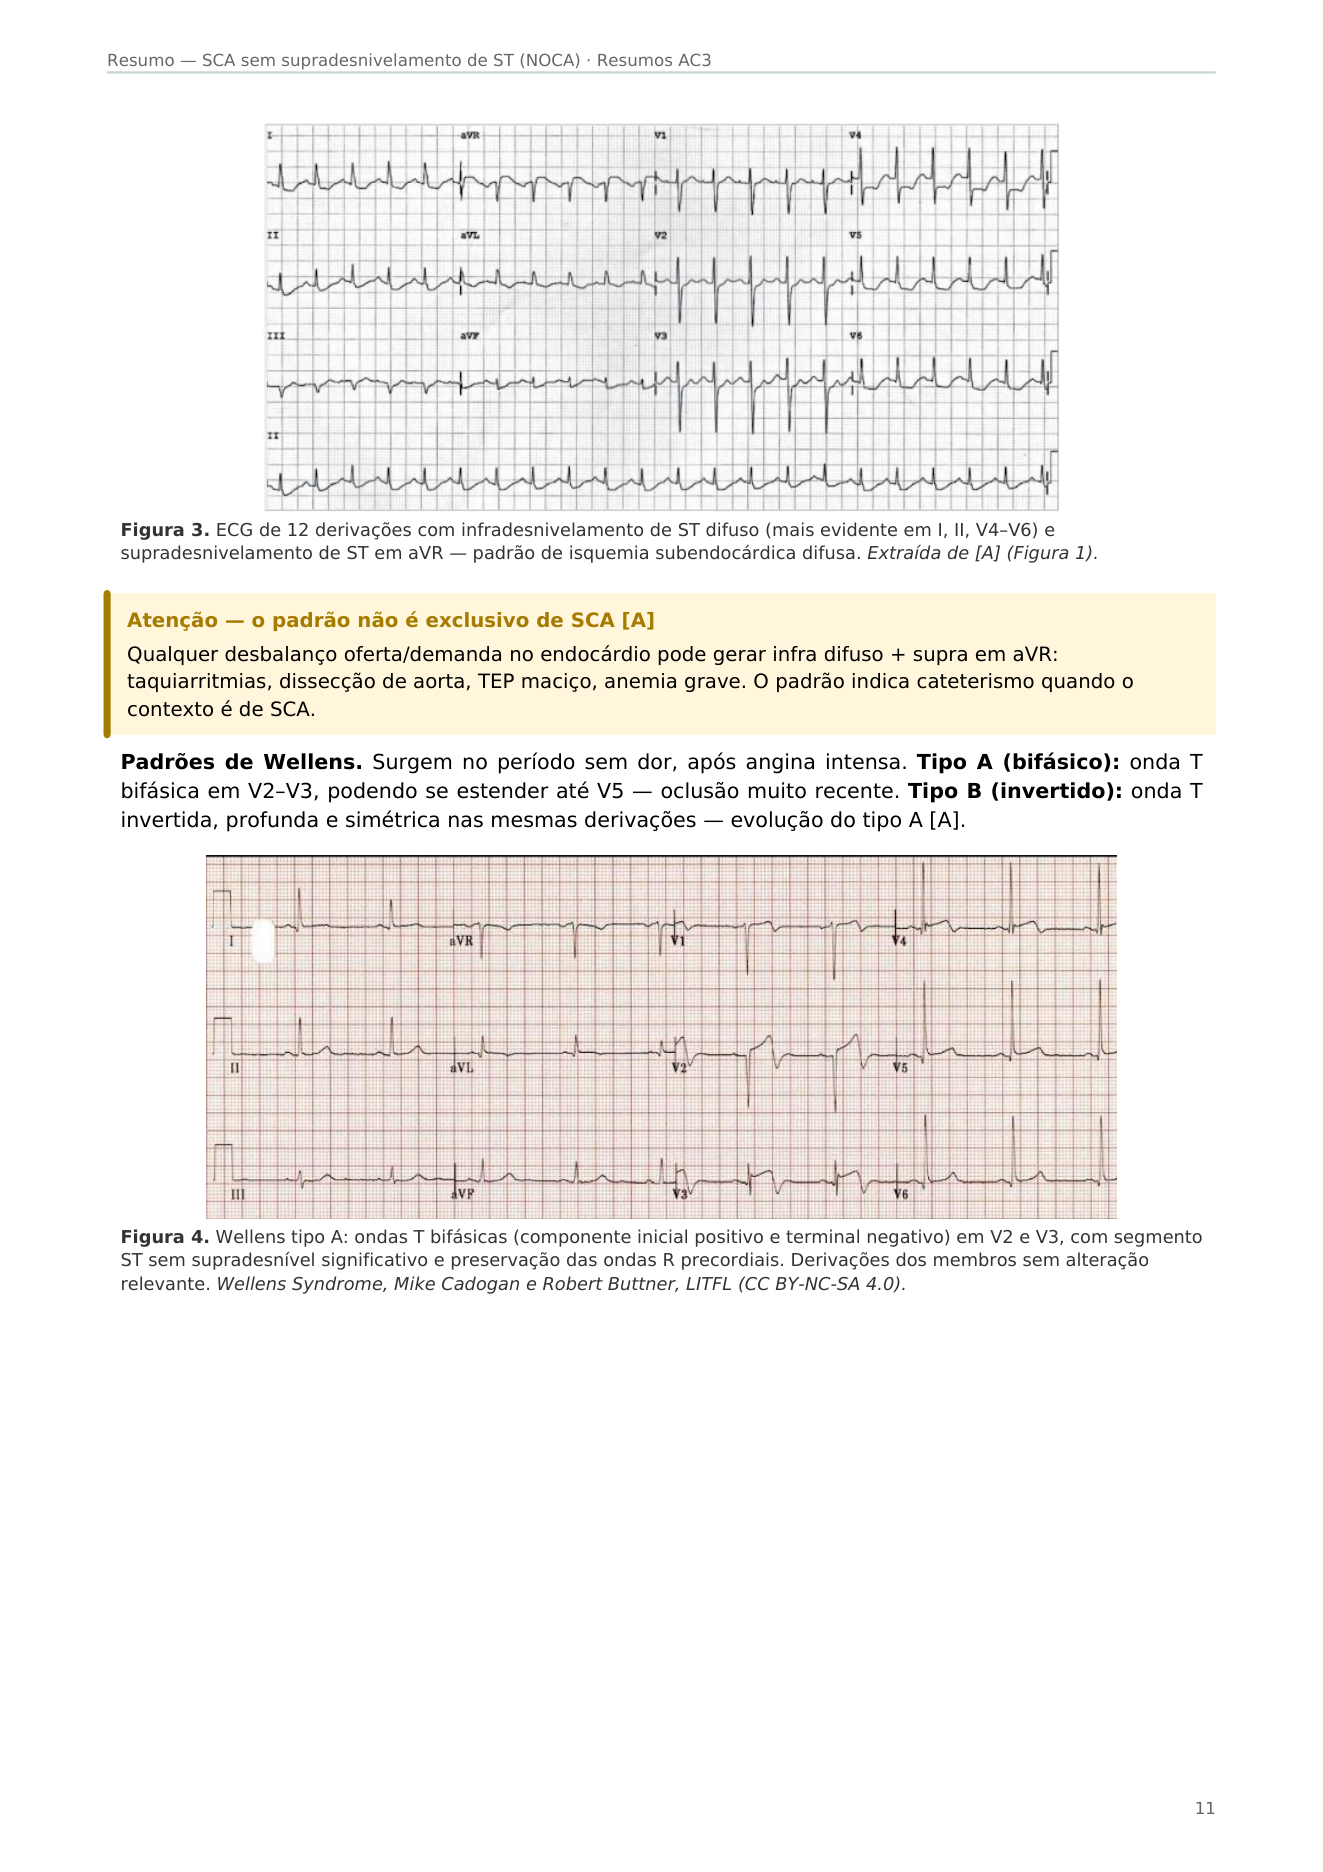 Resumo — SCA sem supradesnivelamento de ST (NOCA) · Resumos AC3
I aVR V1 V4
II aVL V2 V5
III aVF V3 V6
II
Figura 3. ECG de 12 derivações com infradesnivelamento de ST difuso (mais evidente em I, II, V4–V6) e
supradesnivelamento de ST em aVR — padrão de isquemia subendocárdica difusa. Extraída de [A] (Figura 1).
Atenção — o padrão não é exclusivo de SCA [A]
Qualquer desbalanço oferta/demanda no endocárdio pode gerar infra difuso + supra em aVR:
taquiarritmias, dissecção de aorta, TEP maciço, anemia grave. O padrão indica cateterismo quando o
contexto é de SCA.
Padrões de Wellens. Surgem no período sem dor, após angina intensa. Tipo A (bifásico): onda T
bifásica em V2–V3, podendo se estender até V5 — oclusão muito recente. Tipo B (invertido): onda T
invertida, profunda e simétrica nas mesmas derivações — evolução do tipo A [A].
I aVR V1 V4
II aVL V2 V5
III aVF V3 V6
Figura 4. Wellens tipo A: ondas T bifásicas (componente inicial positivo e terminal negativo) em V2 e V3, com segmento
ST sem supradesnível significativo e preservação das ondas R precordiais. Derivações dos membros sem alteração
relevante. Wellens Syndrome, Mike Cadogan e Robert Buttner, LITFL (CC BY-NC-SA 4.0).
11